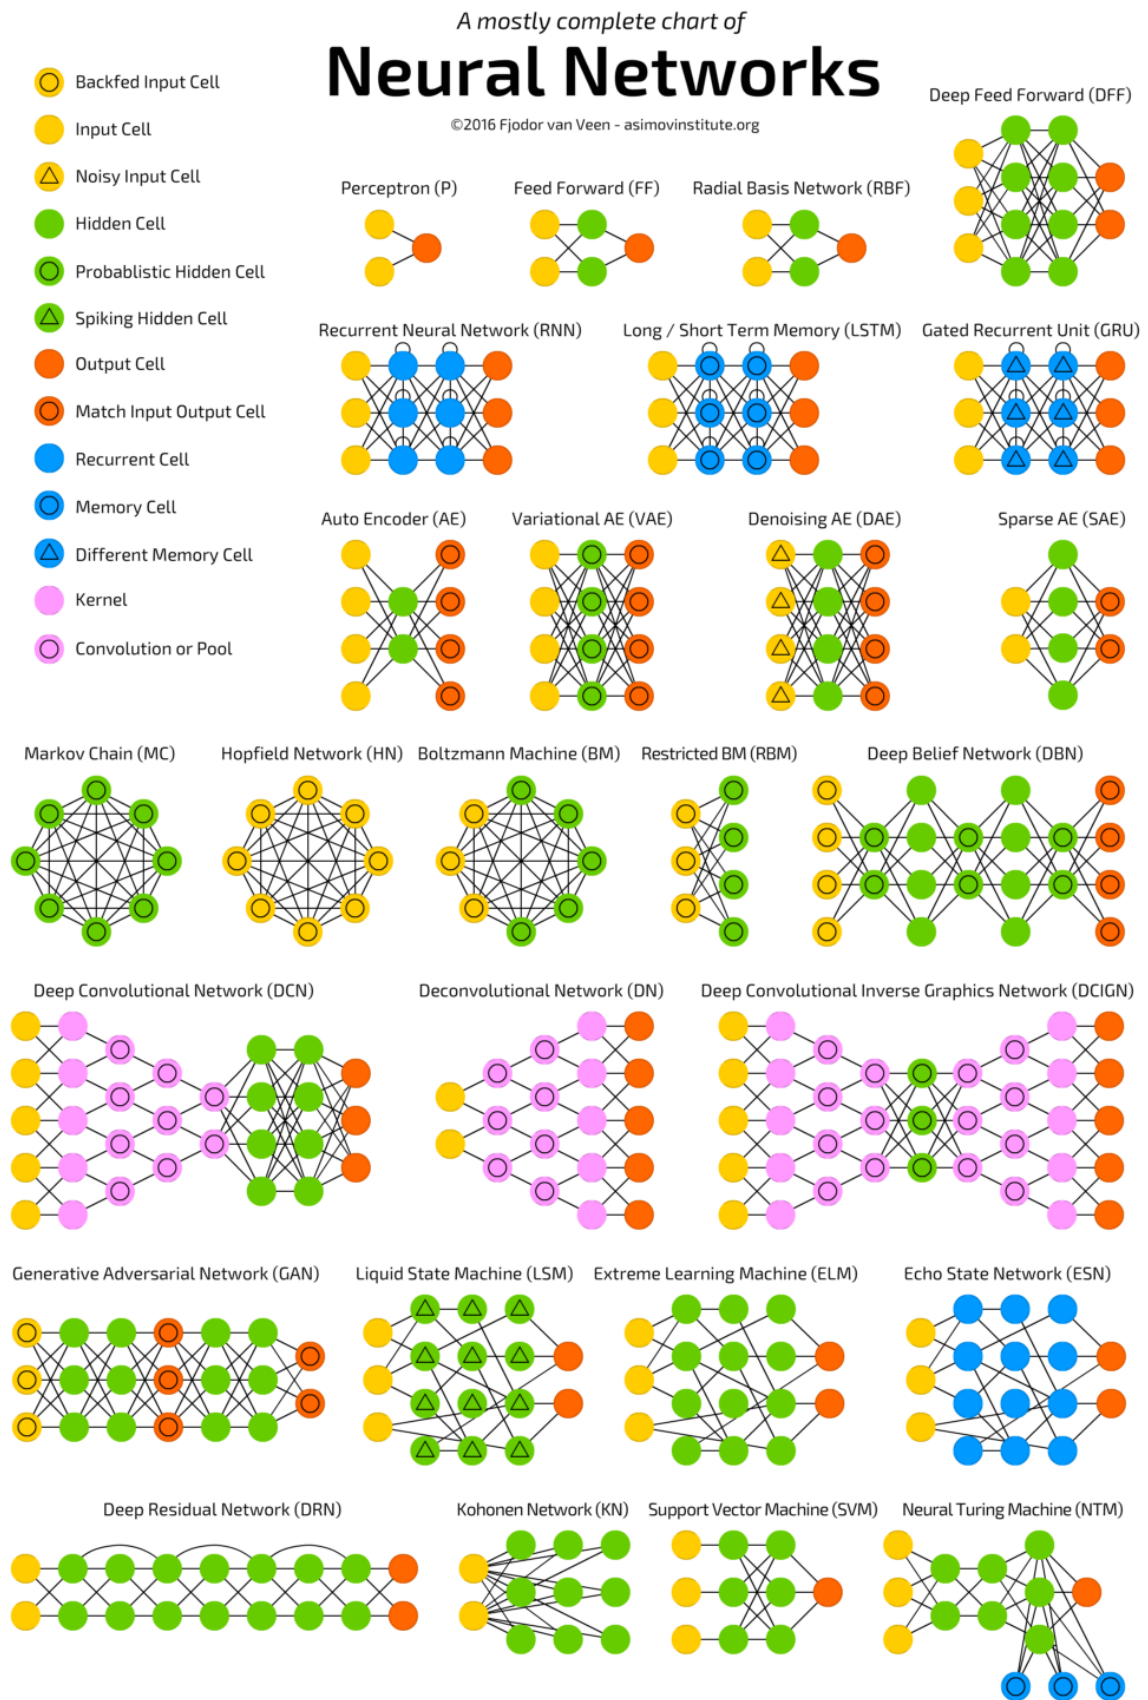 A mostly complete chart of
Neural Networks
©2016 Fjodor van Veen - asimovinstitute.org
Backfed Input Cell
Input Cell
Noisy Input Cell
Hidden Cell
Probablistic Hidden Cell
Spiking Hidden Cell
Output Cell
Match Input Output Cell
Recurrent Cell
Memory Cell
Different Memory Cell
Kernel
Convolution or Pool
Deep Feed Forward (DFF)
Perceptron (P)
Feed Forward (FF)
Radial Basis Network (RBF)
Recurrent Neural Network (RNN)
Long / Short Term Memory (LSTM)
Gated Recurrent Unit (GRU)
Auto Encoder (AE)
Variational AE (VAE)
Denoising AE (DAE)
Sparse AE (SAE)
Markov Chain (MC)
Hopfield Network (HN)
Boltzmann Machine (BM)
Restricted BM (RBM)
Deep Belief Network (DBN)
Deep Convolutional Network (DCN)
Deconvolutional Network (DN)
Deep Convolutional Inverse Graphics Network (DCIGN)
Generative Adversarial Network (GAN)
Liquid State Machine (LSM)
Extreme Learning Machine (ELM)
Echo State Network (ESN)
Deep Residual Network (DRN)
Kohonen Network (KN)
Support Vector Machine (SVM)
Neural Turing Machine (NTM)